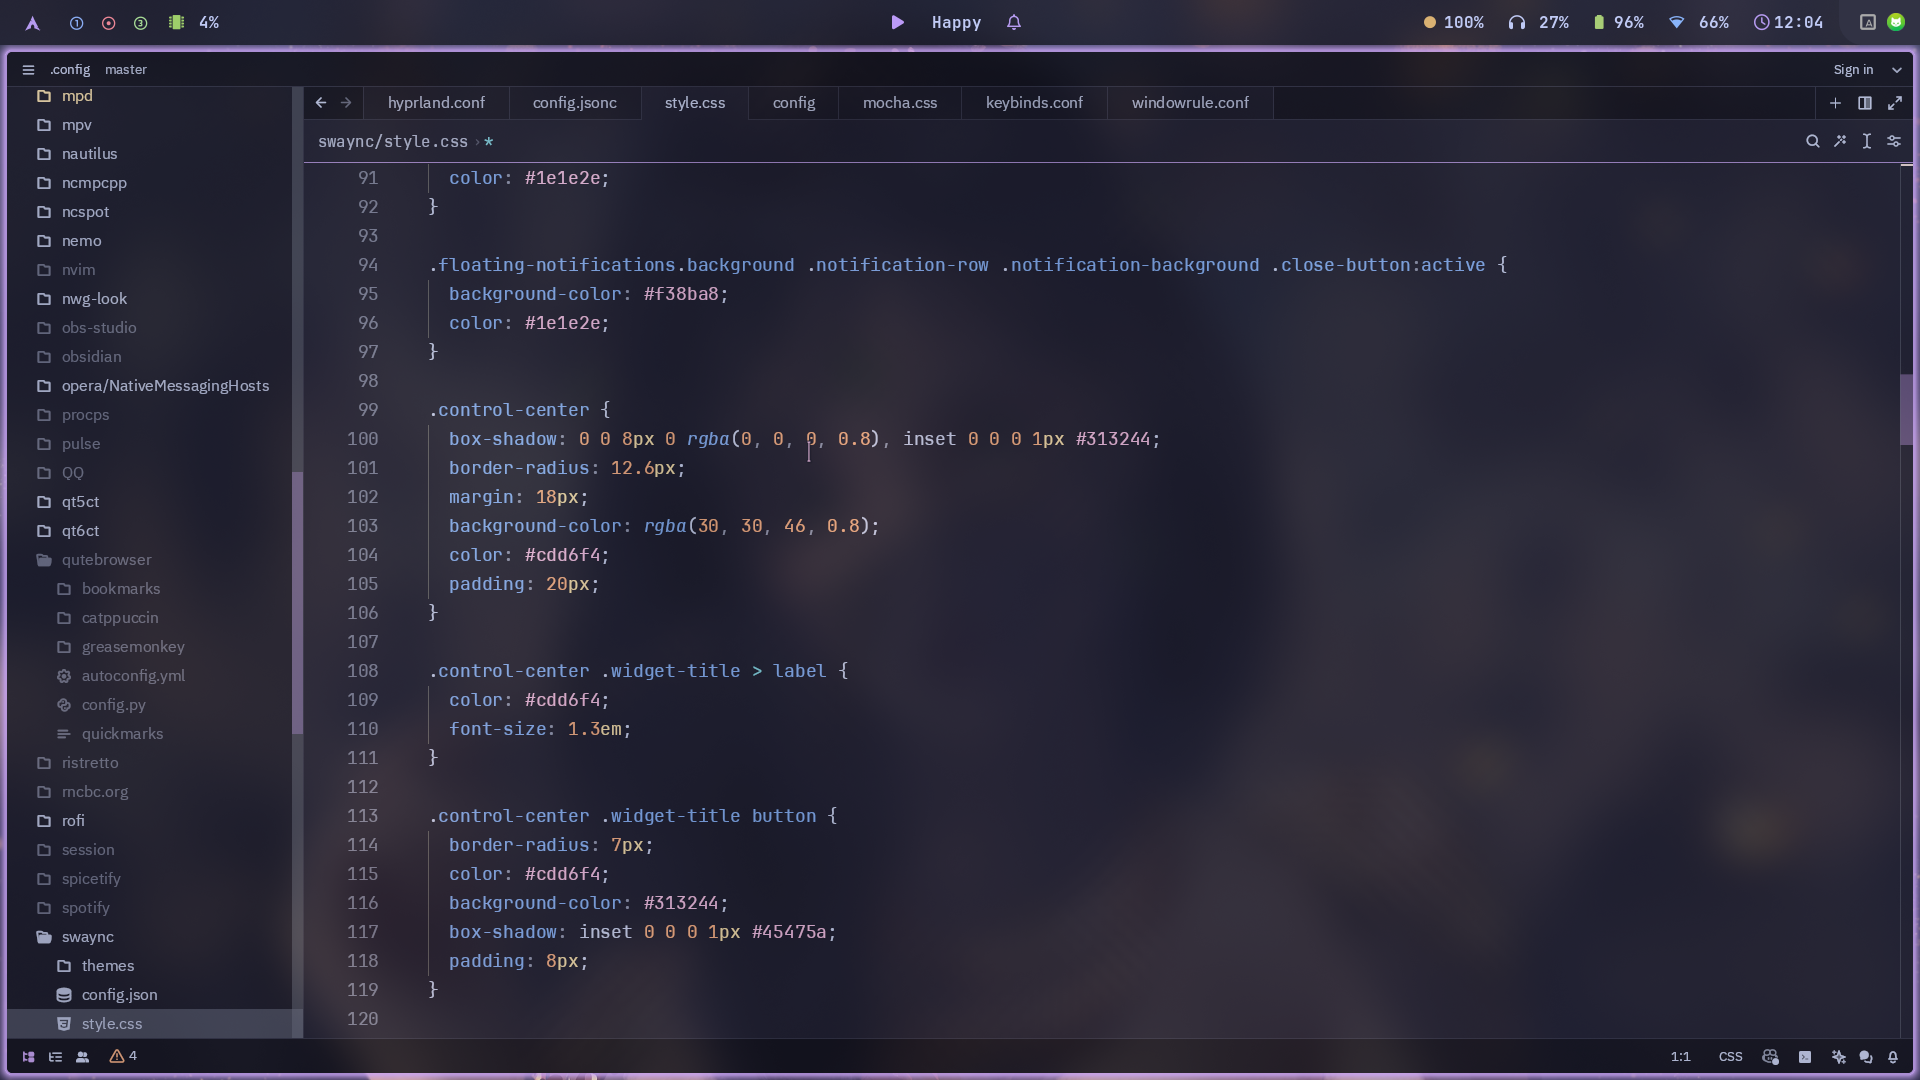 1 3 4% Happy 100% 27% 96% 66% 12:04 A
.config master Sign in
mpd
mpv
nautilus
ncmpcpp
ncspot
nemo
nvim
nwg-look
obs-studio
obsidian
opera/NativeMessagingHosts
procps
pulse
QQ
qt5ct
qt6ct
qutebrowser
bookmarks
catppuccin
greasemonkey
autoconfig.yml
config.py
quickmarks
ristretto
mcbc.org
rofi
session
spicetify
spotify
swaync
themes
config.json
style.css
hyprland.conf config.jsonc style.css config mocha.css keybinds.conf windowrule.conf
swaync/style.css › *
91 color: #1e1e2e;
92 }
93
94 .floating-notifications.background .notification-row .notification-background .close-button:active {
95 background-color: #f38ba8;
96 color: #1e1e2e;
97 }
98
99 .control-center {
100 box-shadow: 0 0 8px 0 rgba(0, 0, 0, 0.8), inset 0 0 0 1px #313244;
101 border-radius: 12.6px;
102 margin: 18px;
103 background-color: rgba(30, 30, 46, 0.8);
104 color: #cdd6f4;
105 padding: 20px;
106 }
107
108 .control-center .widget-title > label {
109 color: #cdd6f4;
110 font-size: 1.3em;
111 }
112
113 .control-center .widget-title button {
114 border-radius: 7px;
115 color: #cdd6f4;
116 background-color: #313244;
117 box-shadow: inset 0 0 0 1px #45475a;
118 padding: 8px;
119 }
120
4 1:1 CSS